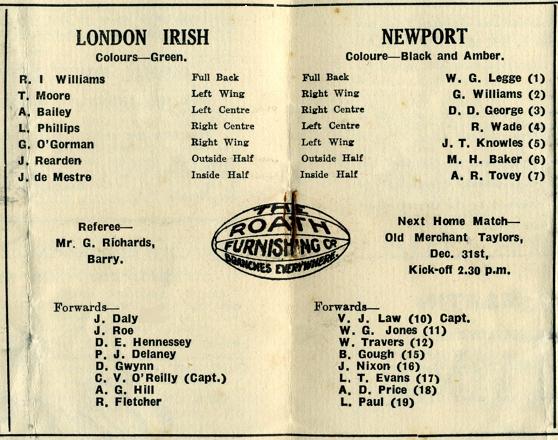 LONDON IRISH
Colours—Green.
R. I Williams Full Back
T. Moore Left Wing
A. Bailey Left Centre
L. Phillips Right Centre
G. O'Gorman Right Wing
J. Rearden Outside Half
J. de Mestre Inside Half
Referee—
Mr. G. Richards,
Barry.
Forwards—
J. Daly
J. Roe
D. E. Hennessey
P. J. Delaney
D. Gwynn
C. V. O'Reilly (Capt.)
A. G. Hill
R. Fletcher
THE
ROATH
FURNISHING CO
BRANCHES EVERYWHERE.
NEWPORT
Coloure—Black and Amber.
Full Back W. G. Legge (1)
Right Wing G. Williams (2)
Right Centre D. D. George (3)
Left Centre R. Wade (4)
Left Wing J. T. Knowles (5)
Outside Half M. H. Baker (6)
Inside Half A. R. Tovey (7)
Next Home Match—
Old Merchant Taylors,
Dec. 31st,
Kick-off 2.30 p.m.
Forwards—
V. J. Law (10) Capt.
W. G. Jones (11)
W. Travers (12)
B. Gough (15)
J. Nixon (16)
L. T. Evans (17)
A. D. Price (18)
L. Paul (19)